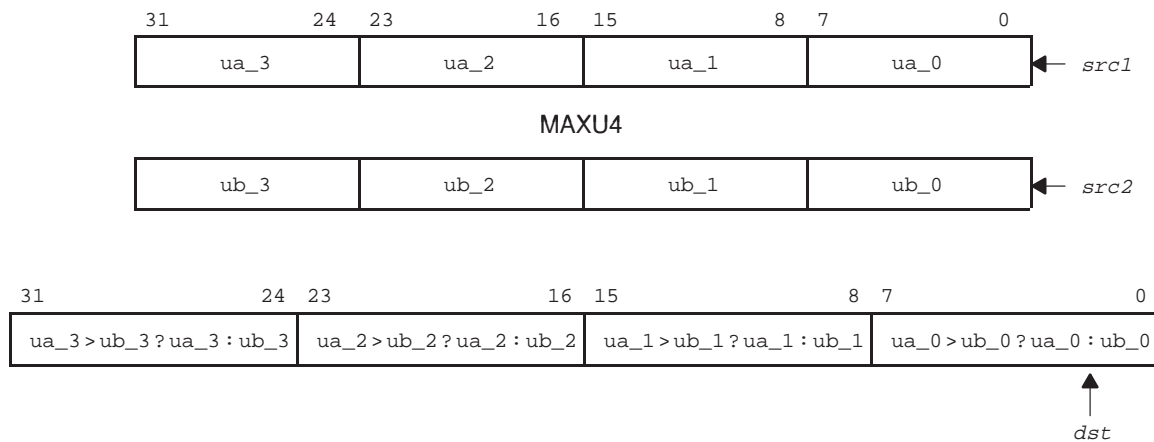 31 24 23 16 15 8 7 0
ua_3 ua_2 ua_1 ua_0 src1
MAXU4
ub_3 ub_2 ub_1 ub_0 src2
31 24 23 16 15 8 7 0
ua_3>ub_3?ua_3:ub_3 ua_2>ub_2?ua_2:ub_2 ua_1>ub_1?ua_1:ub_1 ua_0>ub_0?ua_0:ub_0
dst